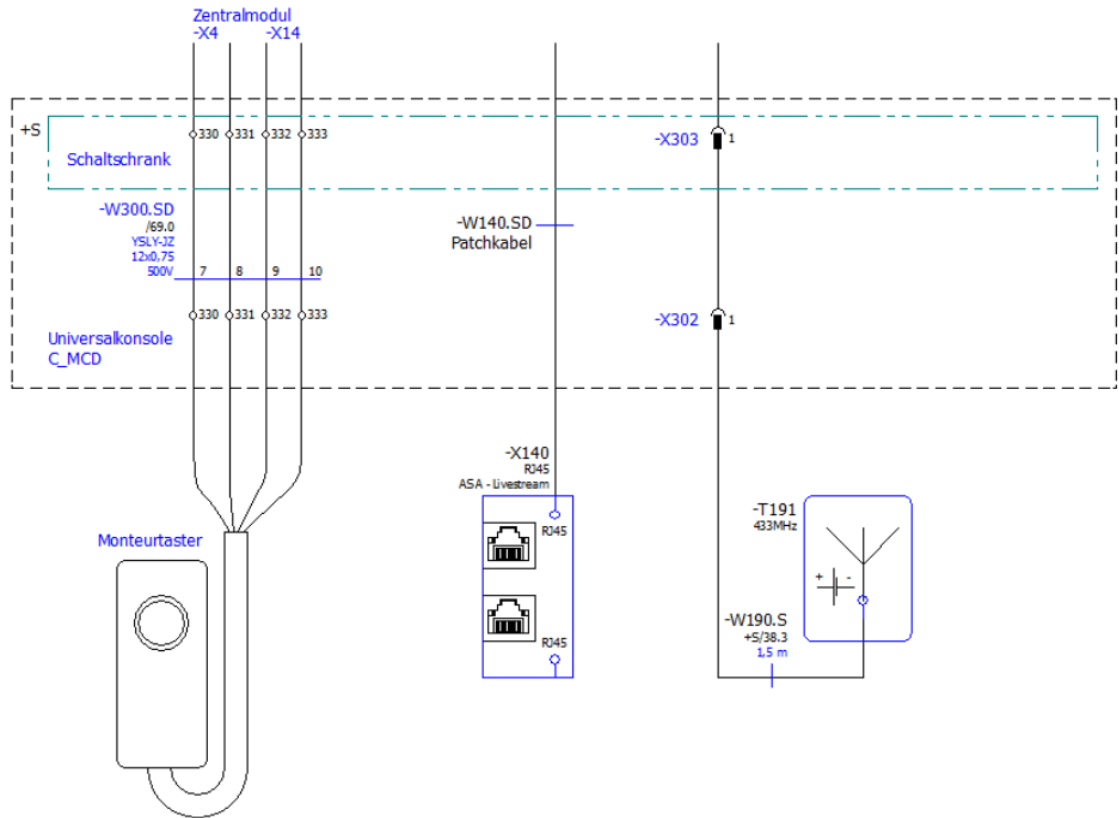 Zentralmodul
-X4 -X14
+S
330 331 332 333
-X303 1
Schaltschrank
-W300.SD
/69.0
YSLY-JZ
12x0,75
500V
7 8 9 10
-W140.SD
Patchkabel
330 331 332 333
-X302 1
Universalkonsole
C_MCD
-X140
RJ45
ASA - Livestream
RJ45
RJ45
-T191
433MHz
+ -
Monteurtaster
-W190.S
+S/38.3
1,5 m